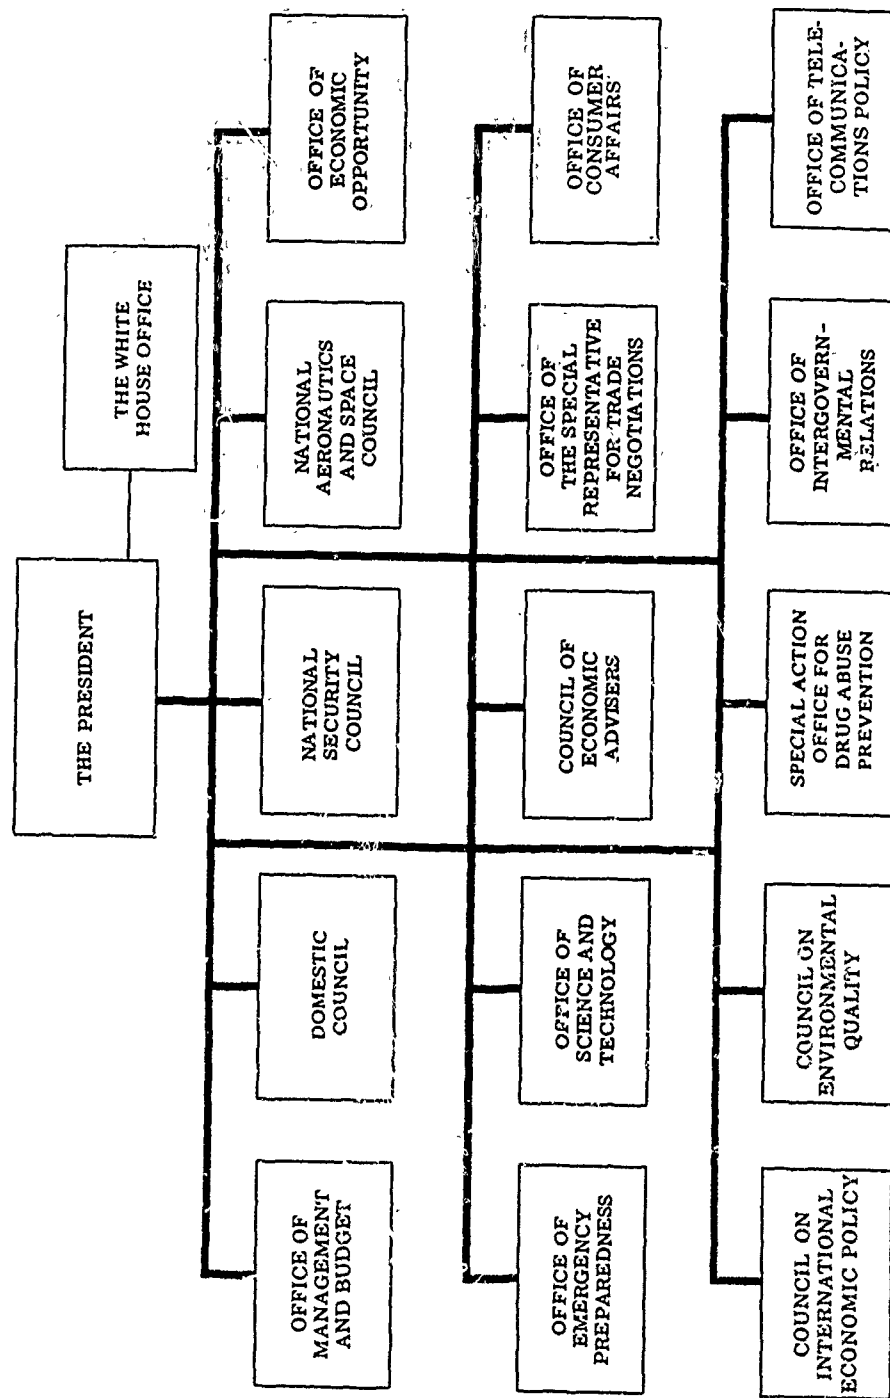 THE PRESIDENT
THE WHITE
HOUSE OFFICE
OFFICE OF
MANAGEMENT
AND BUDGET
DOMESTIC
COUNCIL
NATIONAL
SECURITY
COUNCIL
NATIONAL
AERONAUTICS
AND SPACE
COUNCIL
OFFICE OF
ECONOMIC
OPPORTUNITY
OFFICE OF
EMERGENCY
PREPAREDNESS
OFFICE OF
SCIENCE AND
TECHNOLOGY
COUNCIL OF
ECONOMIC
ADVISERS
OFFICE OF
THE SPECIAL
REPRESENTATIVE
FOR TRADE
NEGOTIATIONS
OFFICE OF
CONSUMER
AFFAIRS
COUNCIL ON
INTERNATIONAL
ECONOMIC POLICY
COUNCIL ON
ENVIRONMENTAL
QUALITY
SPECIAL ACTION
OFFICE FOR
DRUG ABUSE
PREVENTION
OFFICE OF
INTERGOVERN-
MENTAL
RELATIONS
OFFICE OF TELE-
COMMUNICA-
TIONS POLICY